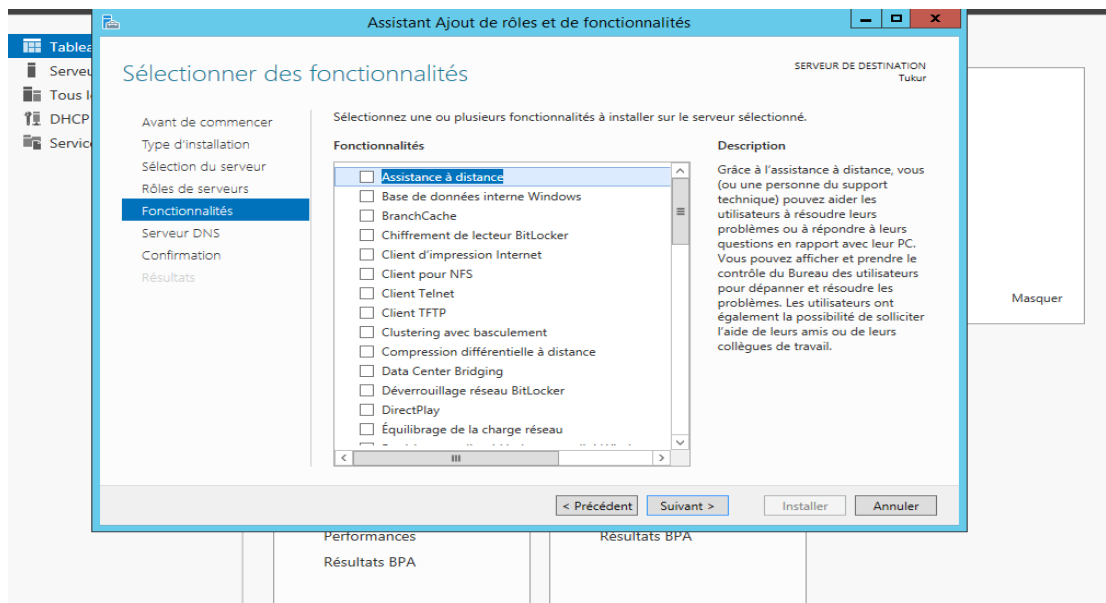 Assistant Ajout de rôles et de fonctionnalités
Sélectionner des fonctionnalités
SERVEUR DE DESTINATION
Tukur
Tablea
Serveu
Tous l
DHCP
Servic
Avant de commencer
Type d'installation
Sélection du serveur
Rôles de serveurs
Fonctionnalités
Serveur DNS
Confirmation
Résultats
Sélectionnez une ou plusieurs fonctionnalités à installer sur le serveur sélectionné.
Fonctionnalités
Assistance à distance
Base de données interne Windows
BranchCache
Chiffrement de lecteur BitLocker
Client d'impression Internet
Client pour NFS
Client Telnet
Client TFTP
Clustering avec basculement
Compression différentielle à distance
Data Center Bridging
Déverrouillage réseau BitLocker
DirectPlay
Équilibrage de la charge réseau
Description
Grâce à l'assistance à distance, vous
(ou une personne du support
technique) pouvez aider les
utilisateurs à résoudre leurs
problèmes ou à répondre à leurs
questions en rapport avec leur PC.
Vous pouvez afficher et prendre le
contrôle du Bureau des utilisateurs
pour dépanner et résoudre les
problèmes. Les utilisateurs ont
également la possibilité de solliciter
l'aide de leurs amis ou de leurs
collègues de travail.
Masquer
< Précédent
Suivant >
Installer
Annuler
Performances
Résultats BPA
Résultats BPA